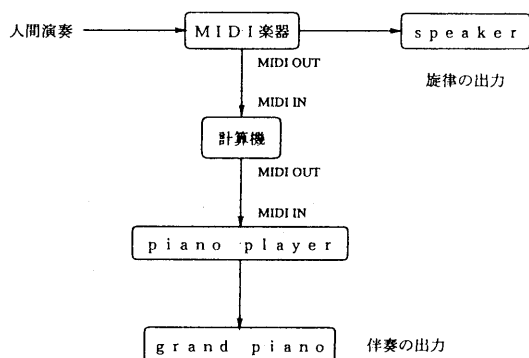 人間演奏
ＭＩＤＩ楽器
ｓｐｅａｋｅｒ
MIDI OUT
旋律の出力
MIDI IN
計算機
MIDI OUT
MIDI IN
ｐｉａｎｏ ｐｌａｙｅｒ
ｇｒａｎｄ ｐｉａｎｏ
伴奏の出力